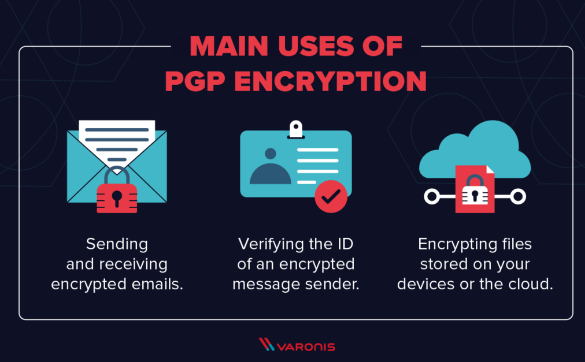 MAIN USES OF
PGP ENCRYPTION
Sending
and receiving
encrypted emails.
Verifying the ID
of an encrypted
message sender.
Encrypting files
stored on your
devices or the cloud.
VARONIS